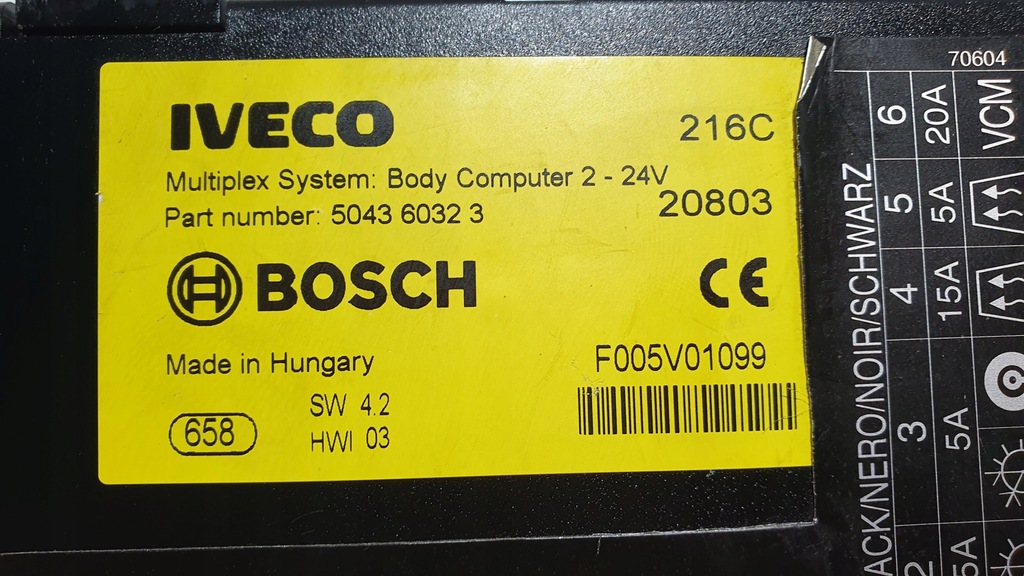 IVECO
216C
Multiplex System: Body Computer 2 - 24V
Part number: 5043 6032 3
20803
BOSCH
CE
Made in Hungary
F005V01099
SW 4.2
658
HWI 03
70604
6 20A VCM
5 5A
4 15A
3 5A
2 5A
ACK/NERO/NOIR/SCHWARZ